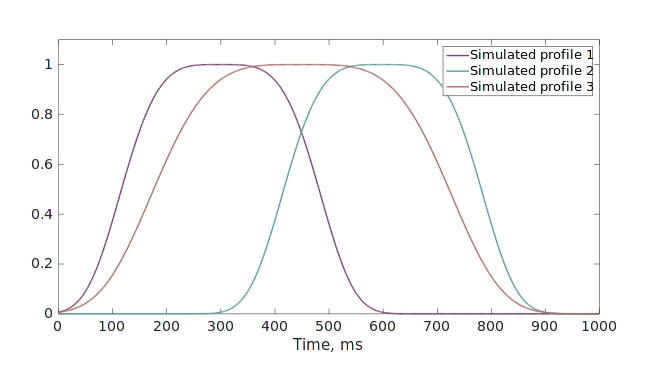 Simulated profile 1
Simulated profile 2
Simulated profile 3
1
0.8
0.6
0.4
0.2
0
0 100 200 300 400 500 600 700 800 900 1000
Time, ms